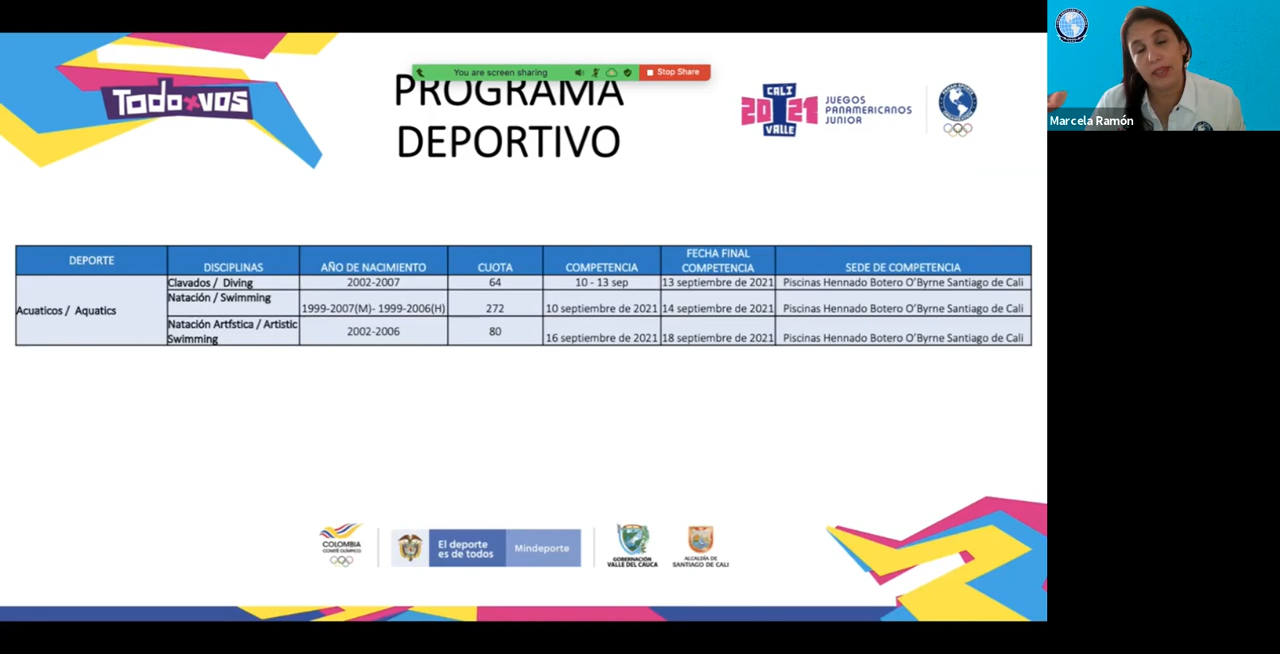 You are screen sharing
Stop Share
Todo x vos
PROGRAMA
DEPORTIVO
CALI
2021
VALLE
JUEGOS
PANAMERICANOS
JUNIOR
Marcela Ramón
DEPORTE
DISCIPLINAS
AÑO DE NACIMIENTO
CUOTA
COMPETENCIA
FECHA FINAL
COMPETENCIA
SEDE DE COMPETENCIA
Acuaticos / Aquatics
Clavados / Diving
2002-2007
64
10 - 13 sep
13 septiembre de 2021
Piscinas Hennado Botero O’Byrne Santiago de Cali
Natación / Swimming
1999-2007(M)- 1999-2006(H)
272
10 septiembre de 2021
14 septiembre de 2021
Piscinas Hennado Botero O’Byrne Santiago de Cali
Natación Artfstica / Artistic
Swimming
2002-2006
80
16 septiembre de 2021
18 septiembre de 2021
Piscinas Hennado Botero O’Byrne Santiago de Cali
COLOMBIA
COMITÉ OLÍMPICO
El deporte
es de todos
Mindeporte
GOBERNACIÓN
VALLE DEL CAUCA
ALCALDÍA DE
SANTIAGO DE CALI